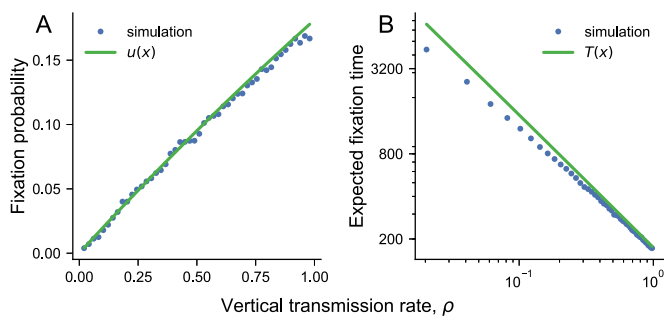 A
simulation
u(x)
Fixation probability
0.15
0.10
0.05
0.00
0.00
0.25
0.50
0.75
1.00
B
simulation
T(x)
Expected fixation time
3200
800
200
10⁻¹
10⁰
Vertical transmission rate, ρ